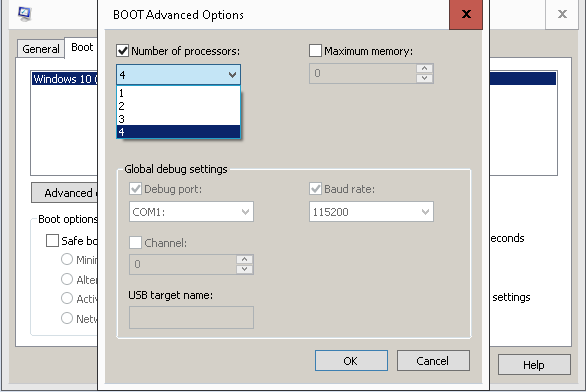 BOOT Advanced Options
x
x
General
Boot
Number of processors:
Maximum memory:
4
0
Windows 10 (
1
2
3
4
Global debug settings
Advanced
Debug port:
Baud rate:
COM1:
115200
Boot options
Channel:
Safe bo
econds
0
Mini
Alte
USB target name:
Activ
settings
Netw
OK
Cancel
Help